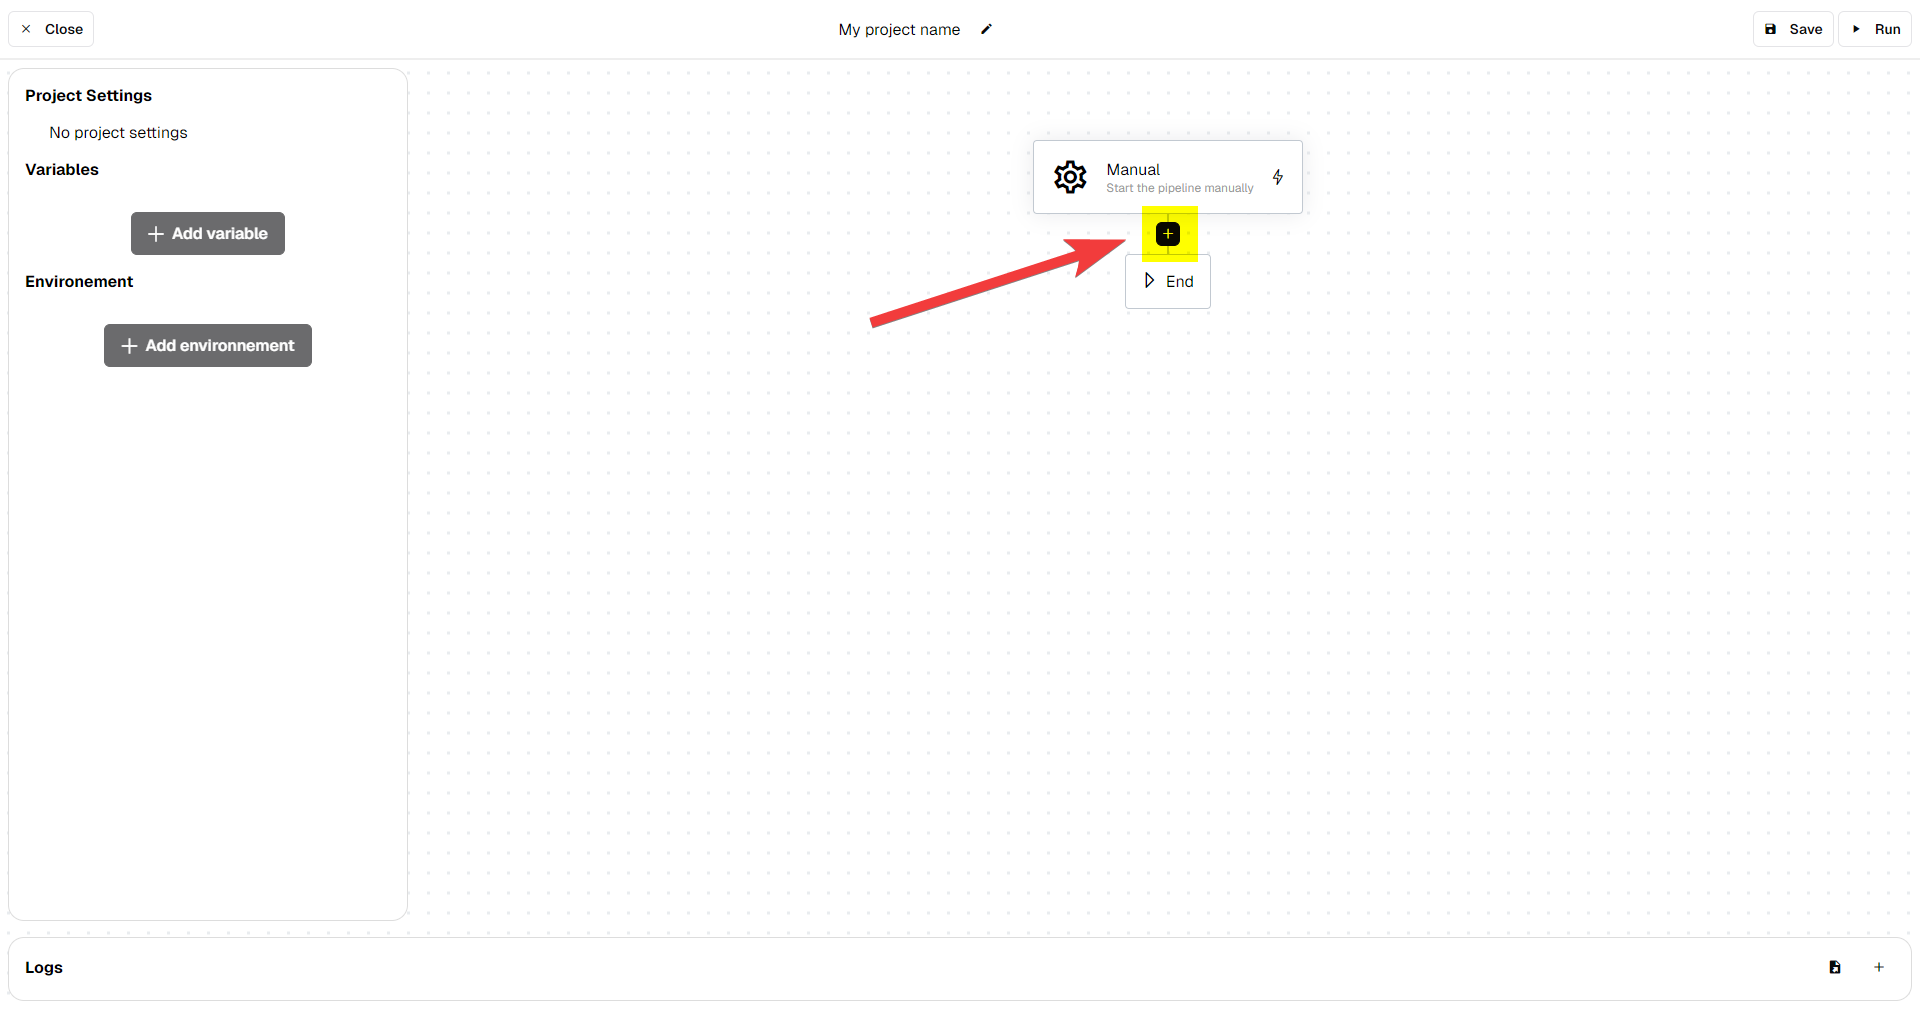 Close
My project name
Save
Run
Project Settings
No project settings
Variables
Add variable
Environement
Add environnement
Manual
Start the pipeline manually
End
Logs